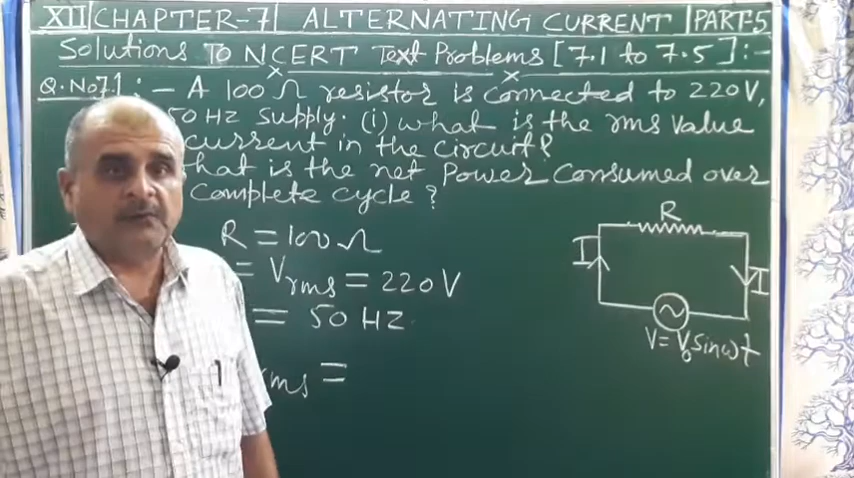 XII CHAPTER-7 ALTERNATING CURRENT PART-5
Solutions To NCERT Text Problems [7.1 to 7.5]:-
Q.No7.1:- A 100 Ω resistor is connected to 220V,
50 HZ supply. (i) what is the rms value
current in the circuit?
hat is the net Power Consumed over
Complete cycle?
R = 100 Ω
= Vrms = 220 V
= 50 HZ
rms =
R
I
I
V = V₀ sinωt